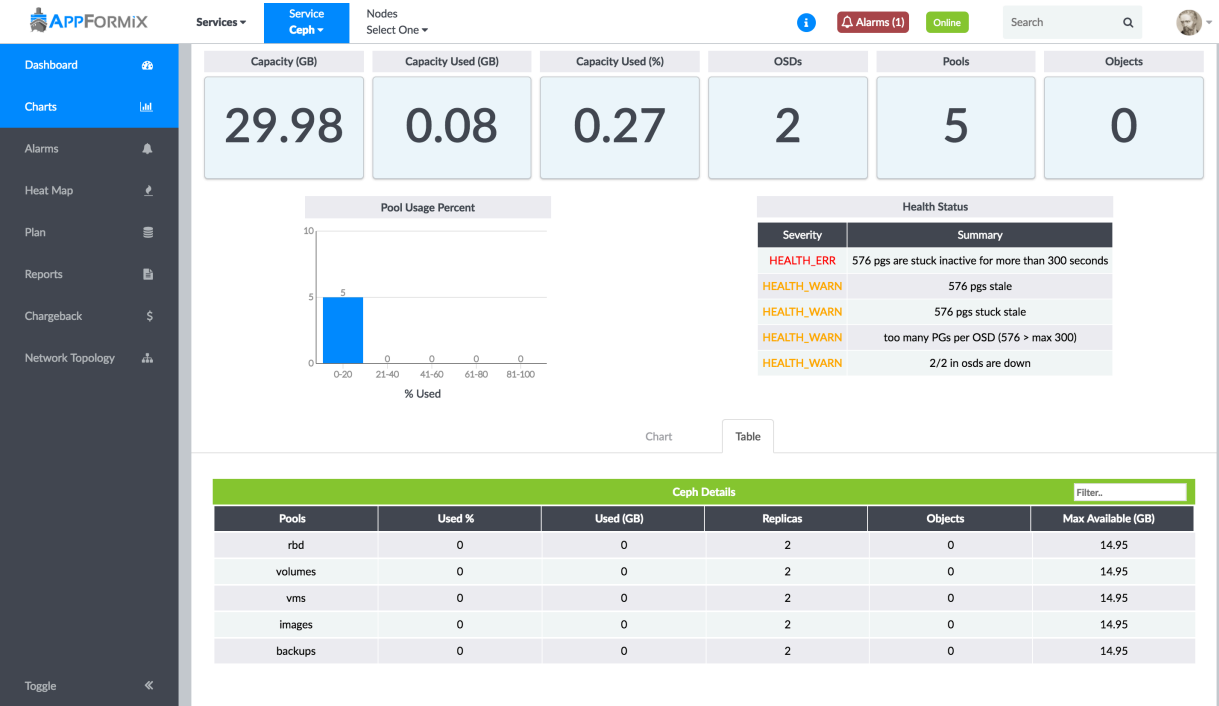 APPFORMIX
Services
Service
Ceph
Nodes
Select One
Alarms (1)
Online
Search
Dashboard
Charts
Alarms
Heat Map
Plan
Reports
Chargeback
Network Topology
Toggle
Capacity (GB) Capacity Used (GB) Capacity Used (%) OSDs Pools Objects
29.98 0.08 0.27 2 5 0
Pool Usage Percent
10
5
0
5 0 0 0 0
0-20 21-40 41-60 61-80 81-100
% Used
Health Status
Severity Summary
HEALTH_ERR 576 pgs are stuck inactive for more than 300 seconds
HEALTH_WARN 576 pgs stale
HEALTH_WARN 576 pgs stuck stale
HEALTH_WARN too many PGs per OSD (576 > max 300)
HEALTH_WARN 2/2 in osds are down
Chart Table
Ceph Details Filter..
Pools Used % Used (GB) Replicas Objects Max Available (GB)
rbd 0 0 2 0 14.95
volumes 0 0 2 0 14.95
vms 0 0 2 0 14.95
images 0 0 2 0 14.95
backups 0 0 2 0 14.95